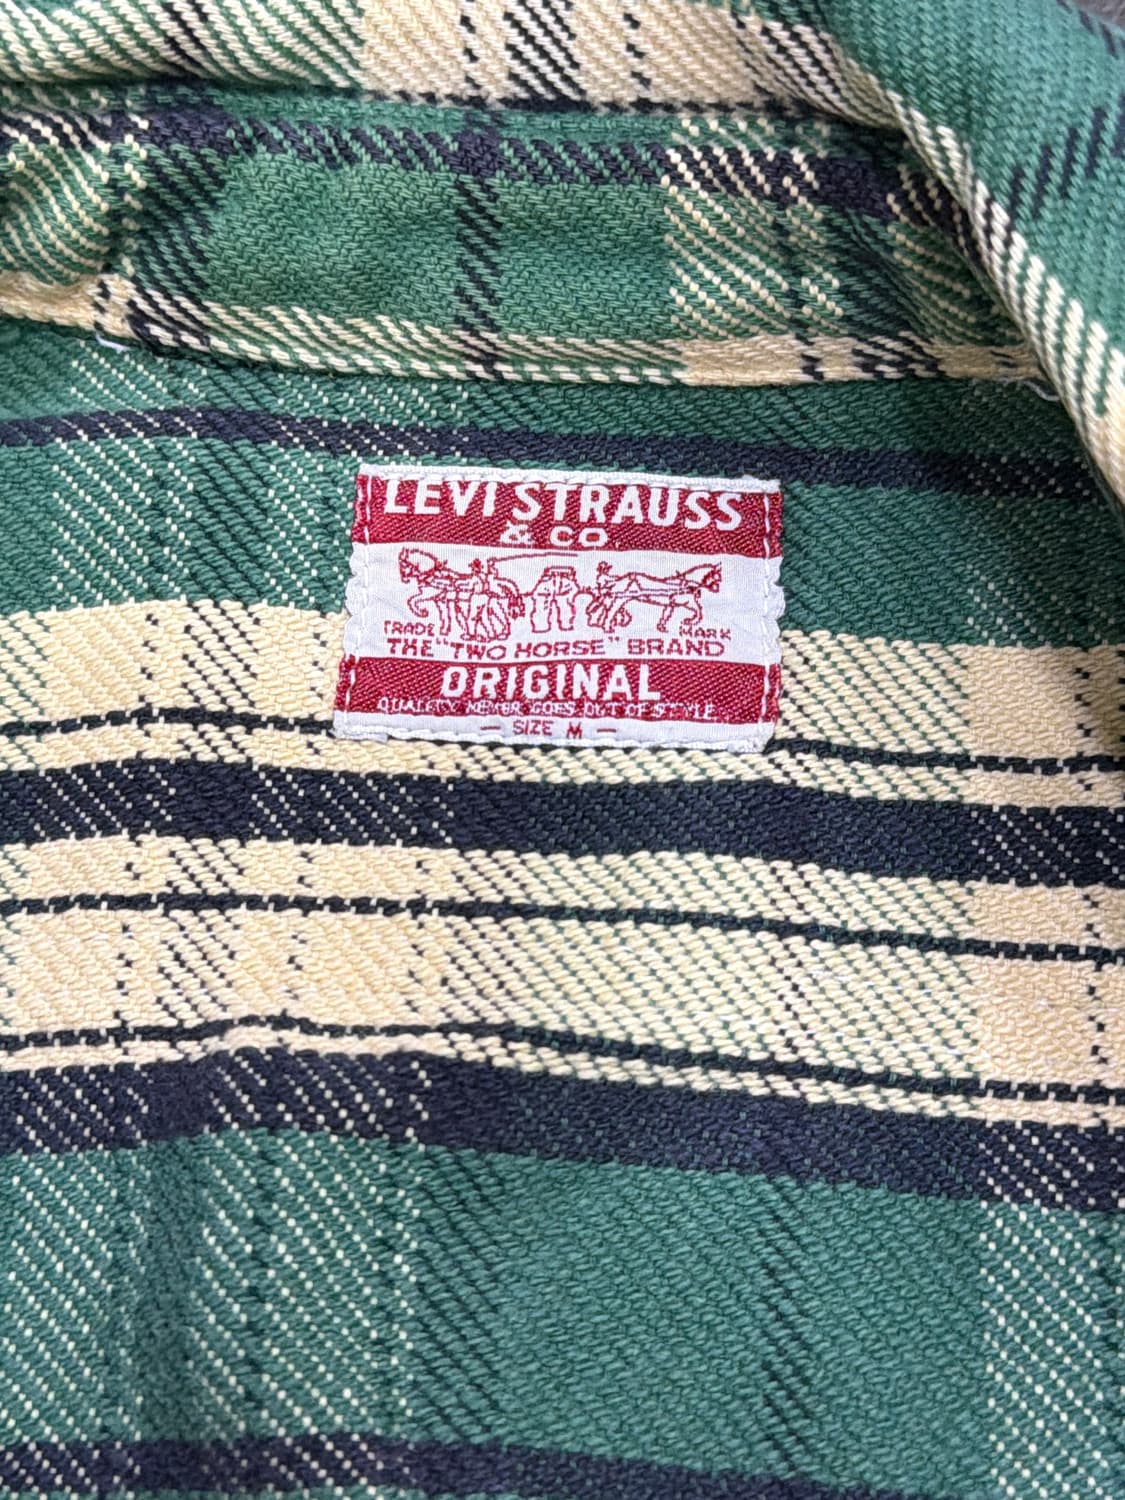 LEVI STRAUSS
& CO.
TRADE MARK
THE "TWO HORSE" BRAND
ORIGINAL
QUALITY NEVER GOES OUT OF STYLE.
— SIZE M —